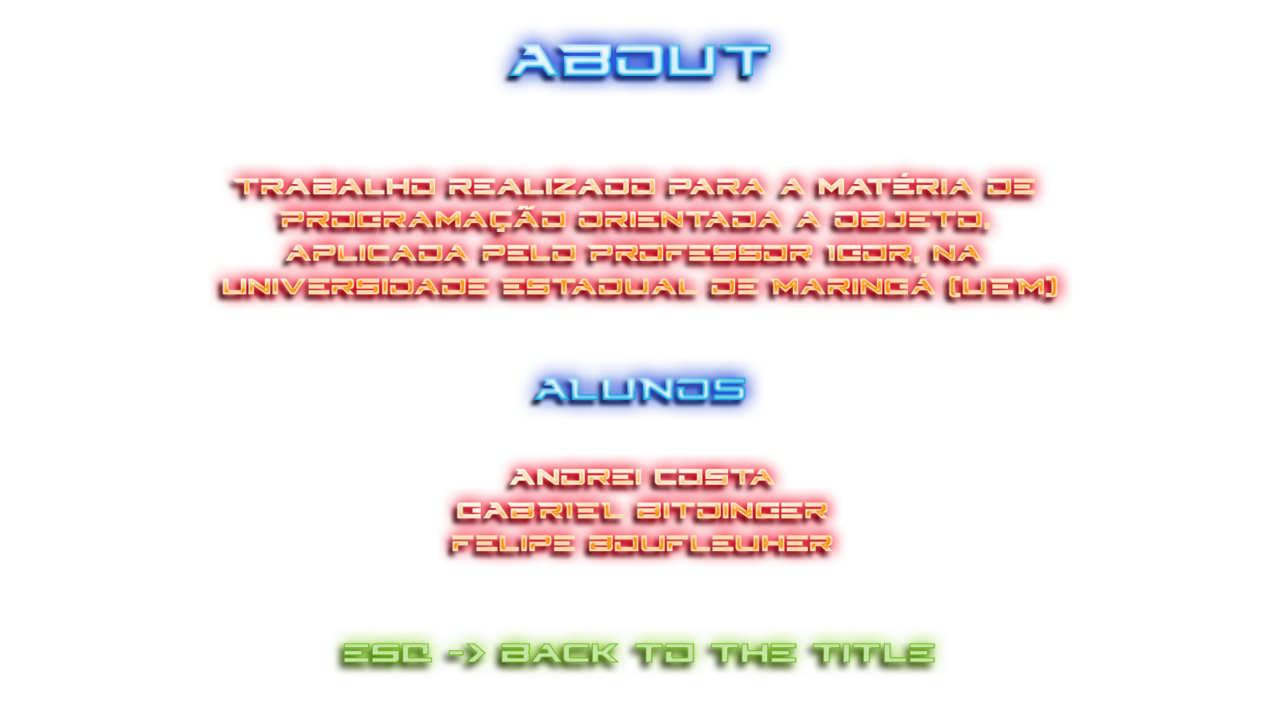 ABOUT
TRABALHO REALIZADO PARA A MATÉRIA DE
PROGRAMAÇÃO ORIENTADA A OBJETO,
APLICADA PELO PROFESSOR IGOR, NA
UNIVERSIDADE ESTADUAL DE MARINGÁ (UEM)
ALUNOS
ANDREI COSTA
GABRIEL BITDINGER
FELIPE BOUFLEUHER
ESQ -> BACK TO THE TITLE